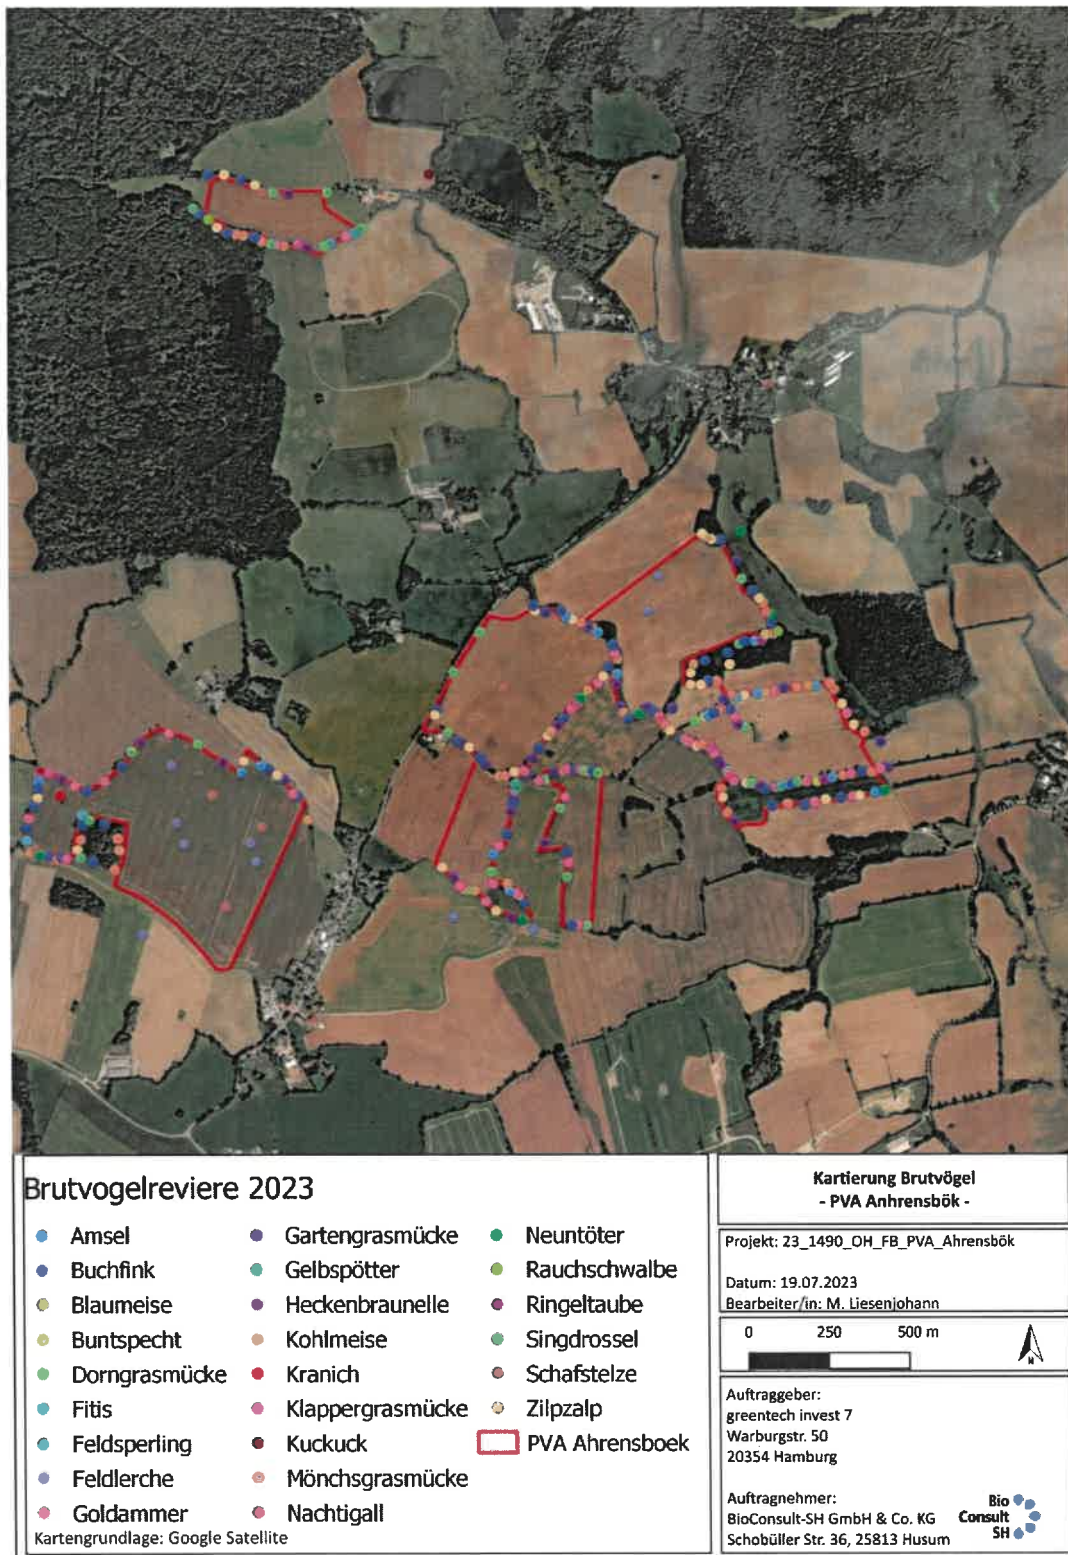 Brutvogelreviere 2023
Amsel
Buchfink
Blaumeise
Buntspecht
Dorngrasmücke
Fitis
Feldsperling
Feldlerche
Goldammer
Gartengrasmücke
Gelbspötter
Heckenbraunelle
Kohlmeise
Kranich
Klappergrasmücke
Kuckuck
Mönchsgrasmücke
Nachtigall
Neuntöter
Rauchschwalbe
Ringeltaube
Singdrossel
Schafstelze
Zilpzalp
PVA Ahrensboek
Kartengrundlage: Google Satellite
Kartierung Brutvögel
- PVA Anhrensbök -
Projekt: 23_1490_OH_FB_PVA_Ahrensbök
Datum: 19.07.2023
Bearbeiter/in: M. Liesenjohann
0 250 500 m
N
Auftraggeber:
greentech invest 7
Warburgstr. 50
20354 Hamburg
Auftragnehmer:
BioConsult-SH GmbH & Co. KG
Schobüller Str. 36, 25813 Husum
Bio
Consult
SH